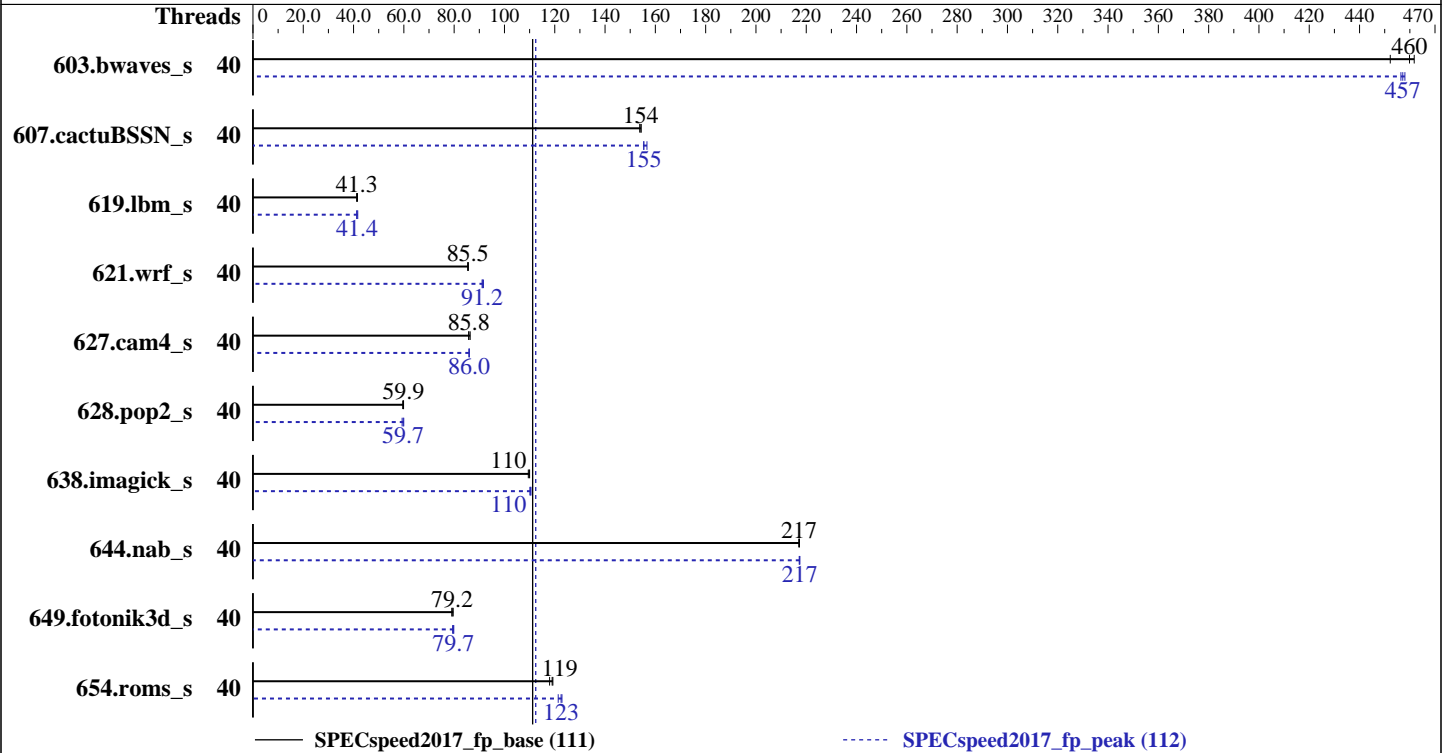 Threads 0 20.0 40.0 60.0 80.0 100 120 140 160 180 200 220 240 260 280 300 320 340 360 380 400 420 440 470
603.bwaves_s 40 460
457
607.cactuBSSN_s 40 154
155
619.lbm_s 40 41.3
41.4
621.wrf_s 40 85.5
91.2
627.cam4_s 40 85.8
86.0
628.pop2_s 40 59.9
59.7
638.imagick_s 40 110
110
644.nab_s 40 217
217
649.fotonik3d_s 40 79.2
79.7
654.roms_s 40 119
123
SPECspeed2017_fp_base (111) SPECspeed2017_fp_peak (112)